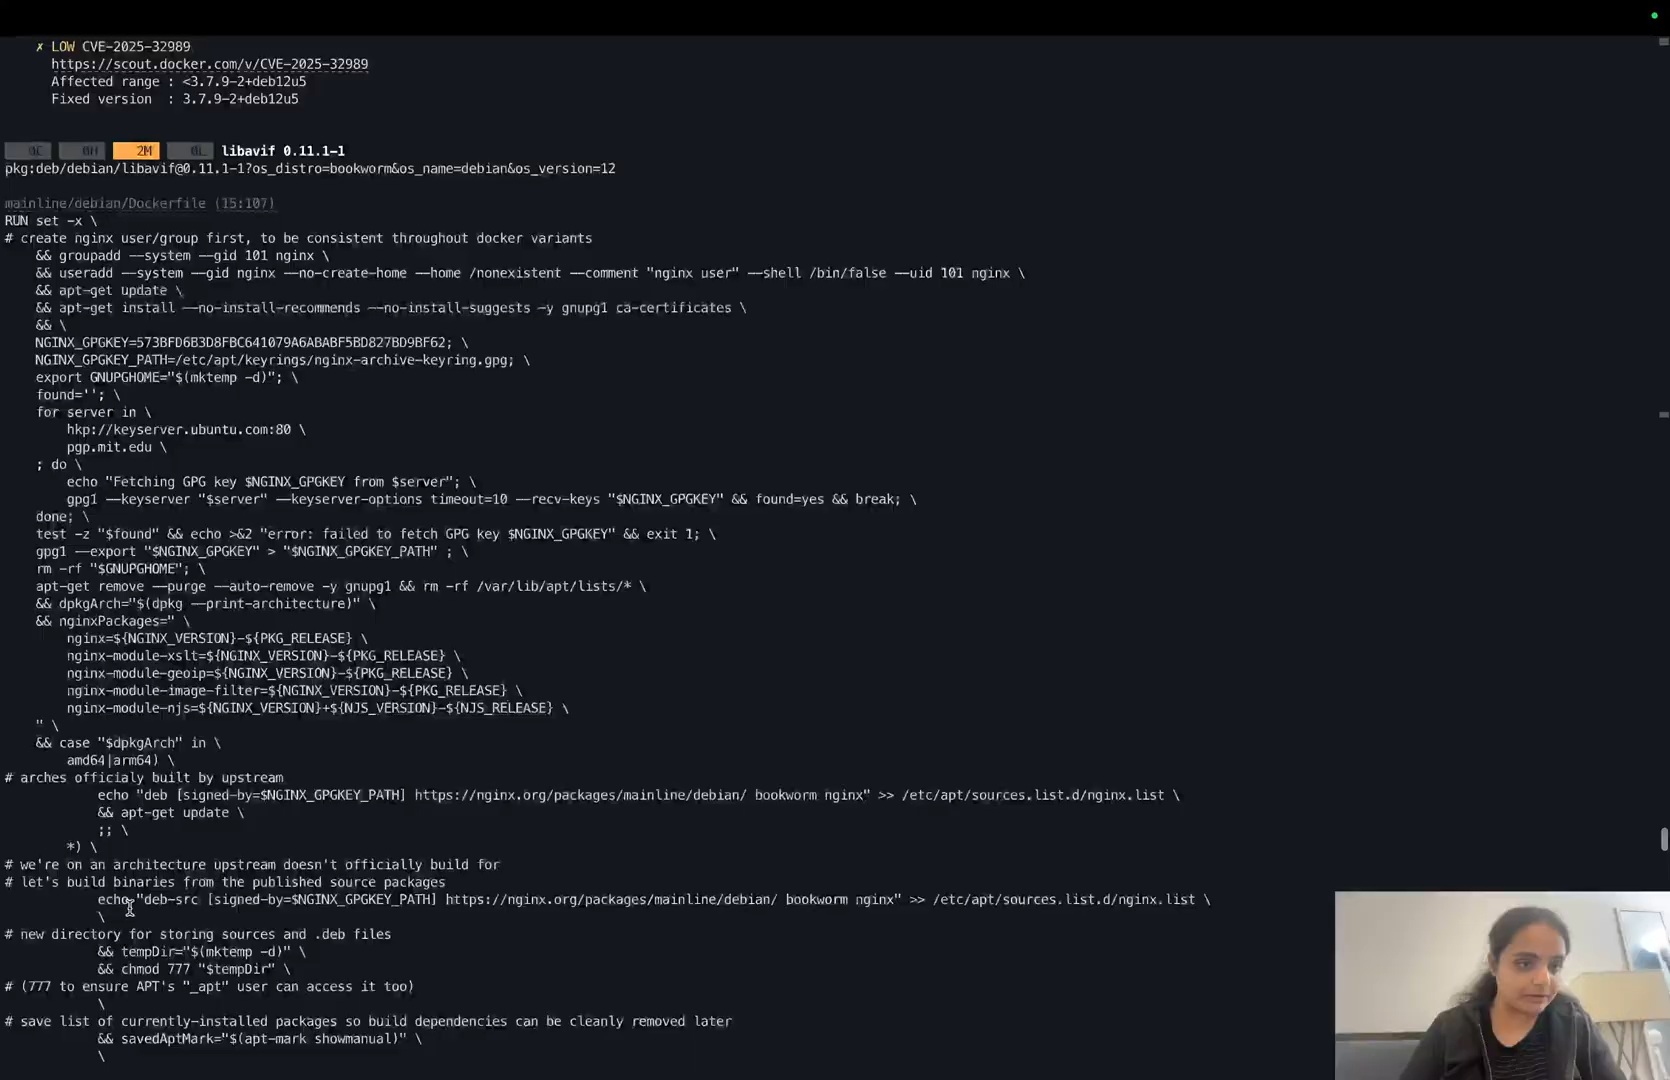 ✗ LOW CVE-2025-32989
https://scout.docker.com/v/CVE-2025-32989
Affected range : <3.7.9-2+deb12u5
Fixed version  : 3.7.9-2+deb12u5
0C 0H 2M 0L libavif 0.11.1-1
pkg:deb/debian/libavif@0.11.1-1?os_distro=bookworm&os_name=debian&os_version=12
mainline/debian/Dockerfile (15:107)
RUN set -x \
# create nginx user/group first, to be consistent throughout docker variants
&& groupadd --system --gid 101 nginx \
&& useradd --system --gid nginx --no-create-home --home /nonexistent --comment "nginx user" --shell /bin/false --uid 101 nginx \
&& apt-get update \
&& apt-get install --no-install-recommends --no-install-suggests -y gnupg1 ca-certificates \
&& \
NGINX_GPGKEY=573BFD6B3D8FBC641079A6ABABF5BD827BD9BF62; \
NGINX_GPGKEY_PATH=/etc/apt/keyrings/nginx-archive-keyring.gpg; \
export GNUPGHOME="$(mktemp -d)"; \
found=''; \
for server in \
hkp://keyserver.ubuntu.com:80 \
pgp.mit.edu \
; do \
echo "Fetching GPG key $NGINX_GPGKEY from $server"; \
gpg1 --keyserver "$server" --keyserver-options timeout=10 --recv-keys "$NGINX_GPGKEY" && found=yes && break; \
done; \
test -z "$found" && echo >&2 "error: failed to fetch GPG key $NGINX_GPGKEY" && exit 1; \
gpg1 --export "$NGINX_GPGKEY" > "$NGINX_GPGKEY_PATH" ; \
rm -rf "$GNUPGHOME"; \
apt-get remove --purge --auto-remove -y gnupg1 && rm -rf /var/lib/apt/lists/* \
&& dpkgArch="$(dpkg --print-architecture)" \
&& nginxPackages=" \
nginx=${NGINX_VERSION}-${PKG_RELEASE} \
nginx-module-xslt=${NGINX_VERSION}-${PKG_RELEASE} \
nginx-module-geoip=${NGINX_VERSION}-${PKG_RELEASE} \
nginx-module-image-filter=${NGINX_VERSION}-${PKG_RELEASE} \
nginx-module-njs=${NGINX_VERSION}+${NJS_VERSION}-${NJS_RELEASE} \
" \
&& case "$dpkgArch" in \
amd64|arm64) \
# arches officialy built by upstream
echo "deb [signed-by=$NGINX_GPGKEY_PATH] https://nginx.org/packages/mainline/debian/ bookworm nginx" >> /etc/apt/sources.list.d/nginx.list \
&& apt-get update \
;; \
*) \
# we're on an architecture upstream doesn't officially build for
# let's build binaries from the published source packages
echo "deb-src [signed-by=$NGINX_GPGKEY_PATH] https://nginx.org/packages/mainline/debian/ bookworm nginx" >> /etc/apt/sources.list.d/nginx.list \
\
# new directory for storing sources and .deb files
&& tempDir="$(mktemp -d)" \
&& chmod 777 "$tempDir" \
# (777 to ensure APT's "_apt" user can access it too)
\
# save list of currently-installed packages so build dependencies can be cleanly removed later
&& savedAptMark="$(apt-mark showmanual)" \
\